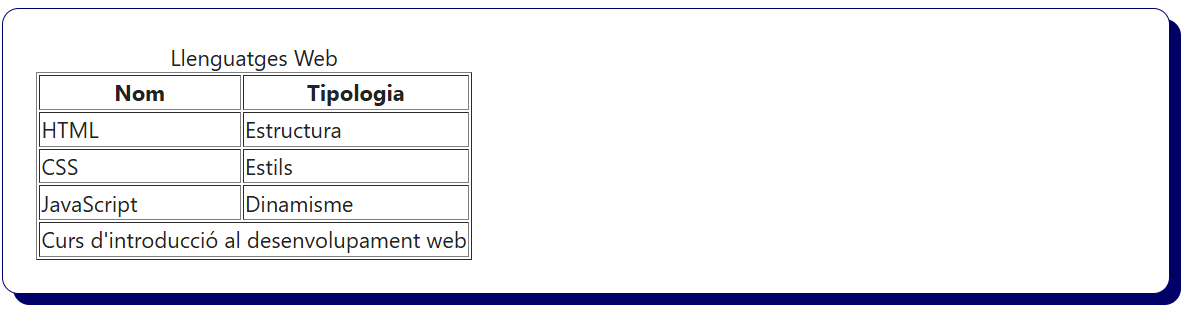 Llenguatges Web
Nom Tipologia
HTML Estructura
CSS Estils
JavaScript Dinamisme
Curs d'introducció al desenvolupament web